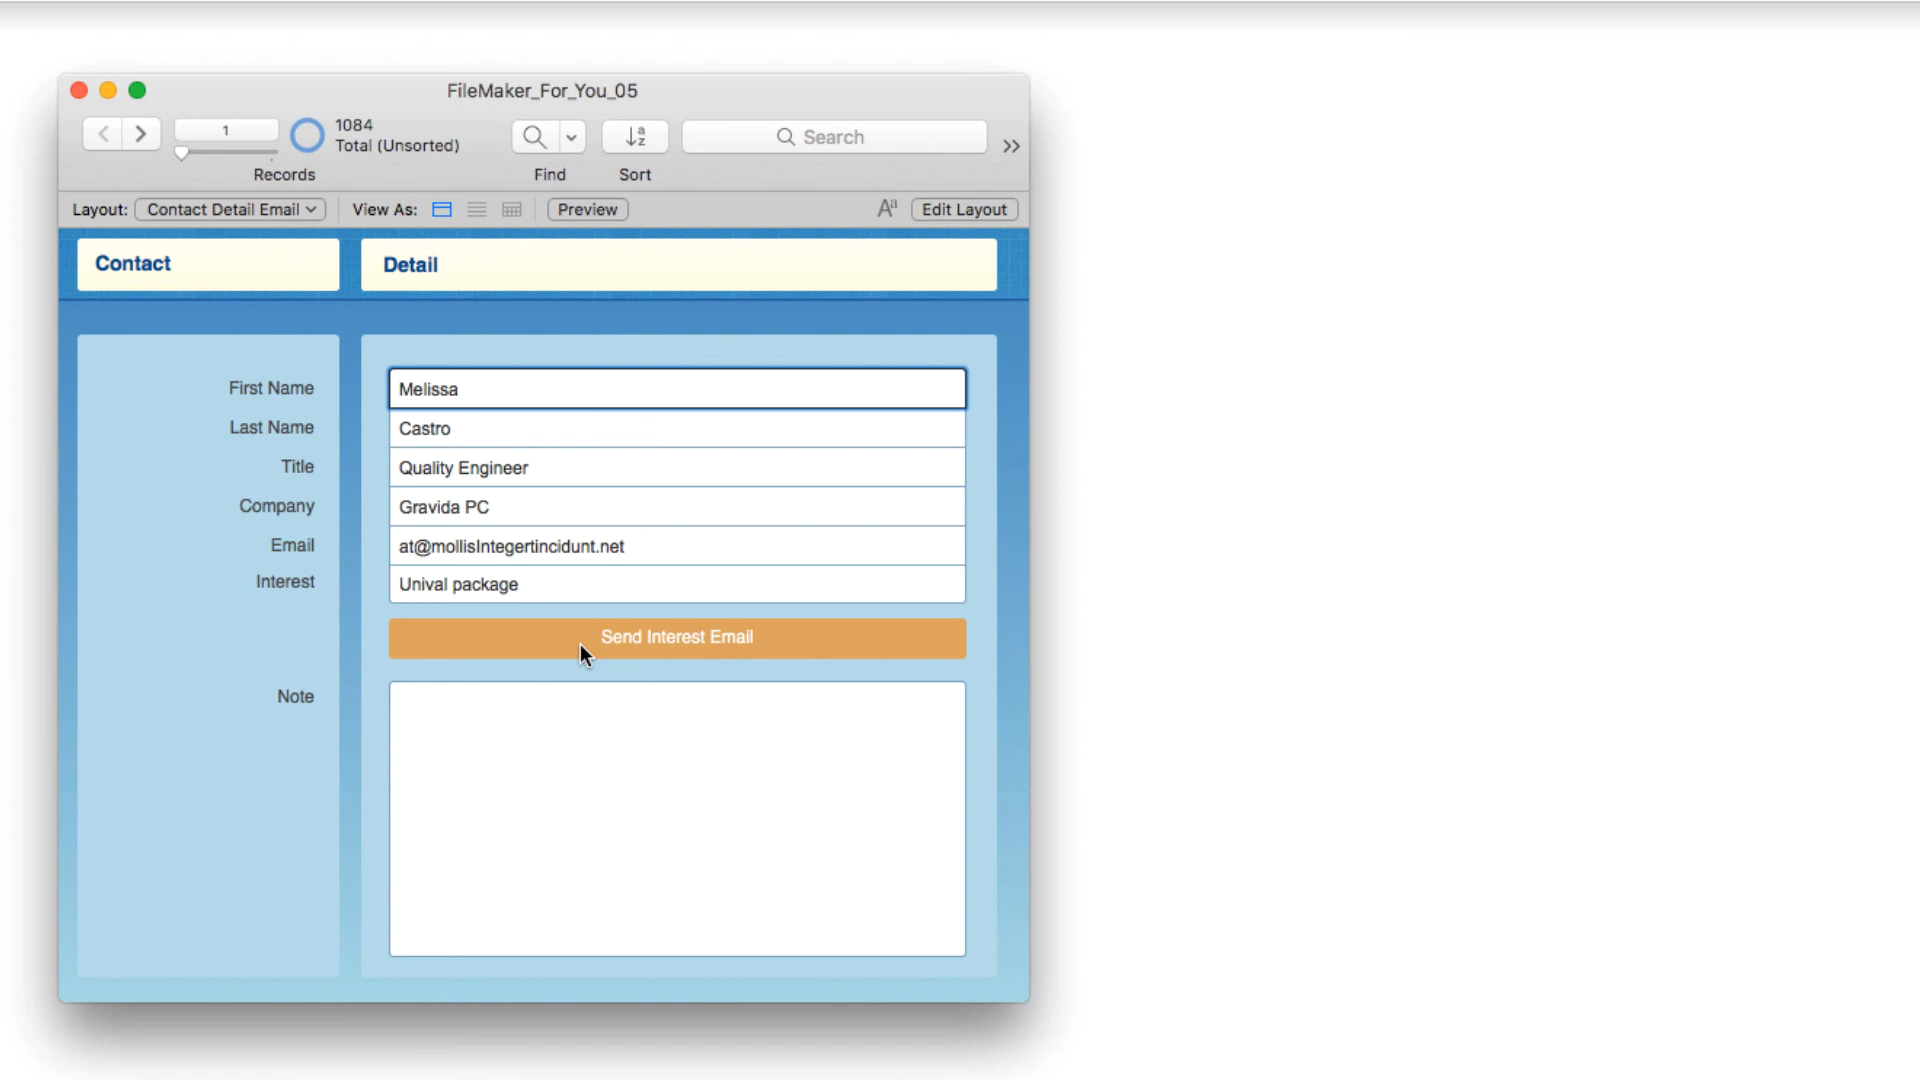 FileMaker_For_You_05
1
1084
Total (Unsorted)
Search
Records
Find
Sort
Layout: Contact Detail Email
View As:
Preview
Aa
Edit Layout
Contact
Detail
First Name
Melissa
Last Name
Castro
Title
Quality Engineer
Company
Gravida PC
Email
at@mollisIntegertincidunt.net
Interest
Unival package
Send Interest Email
Note